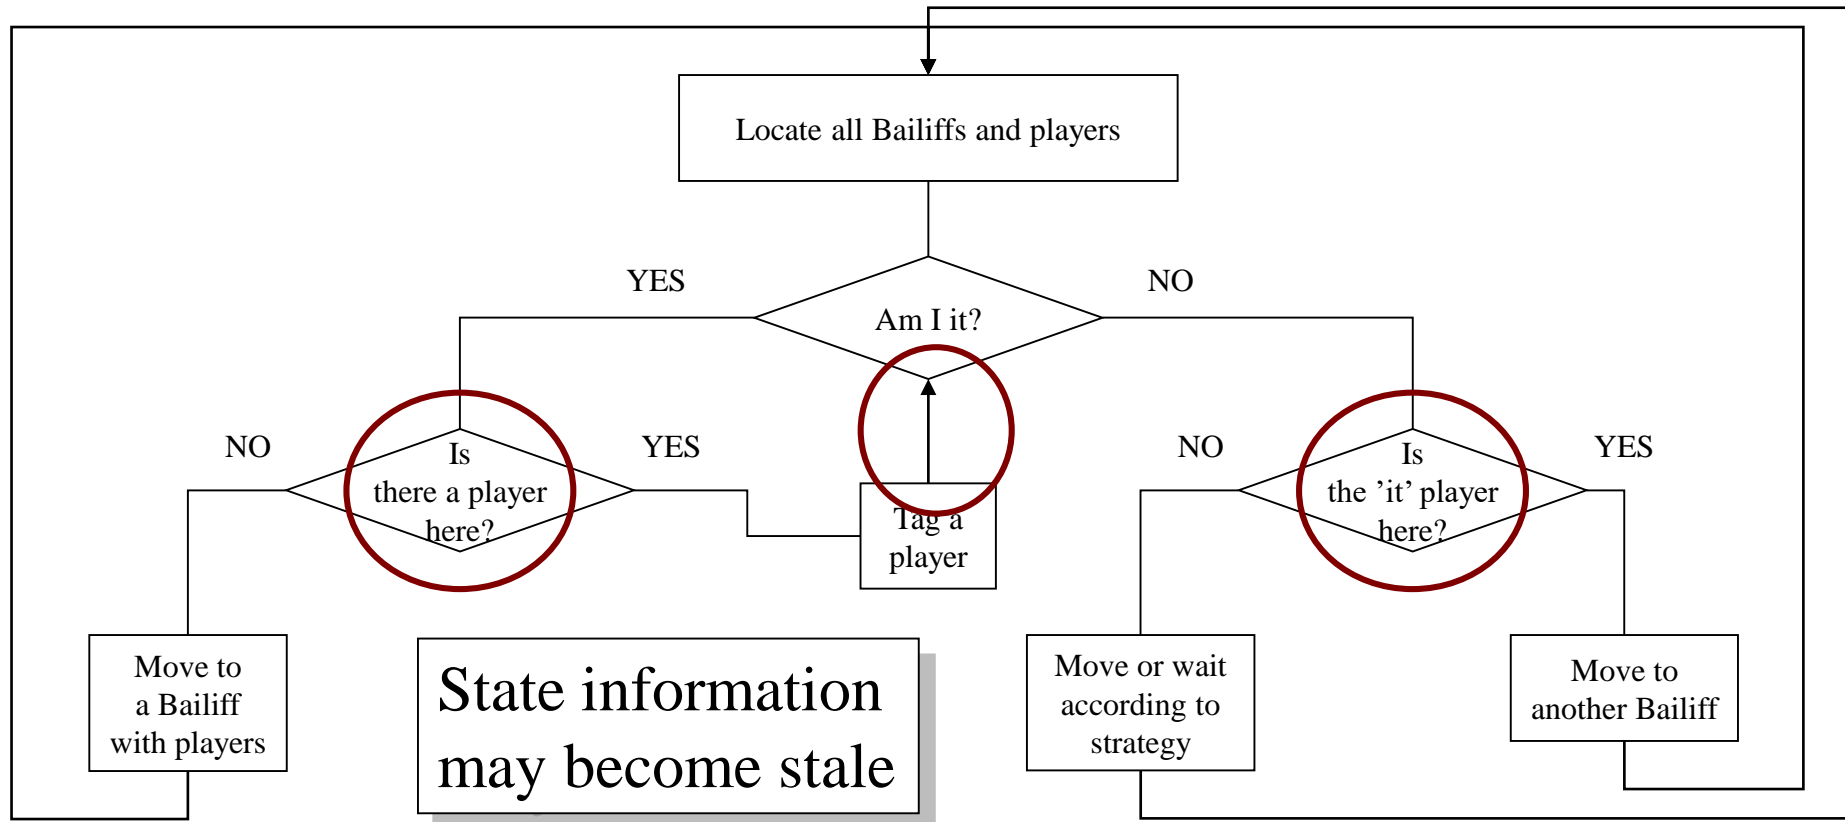 Locate all Bailiffs and players
YES
NO
Am I it?
NO
Is
there a player
here?
YES
Tag a
player
NO
Is
the ’it’ player
here?
YES
Move to
a Bailiff
with players
State information
may become stale
Move or wait
according to
strategy
Move to
another Bailiff